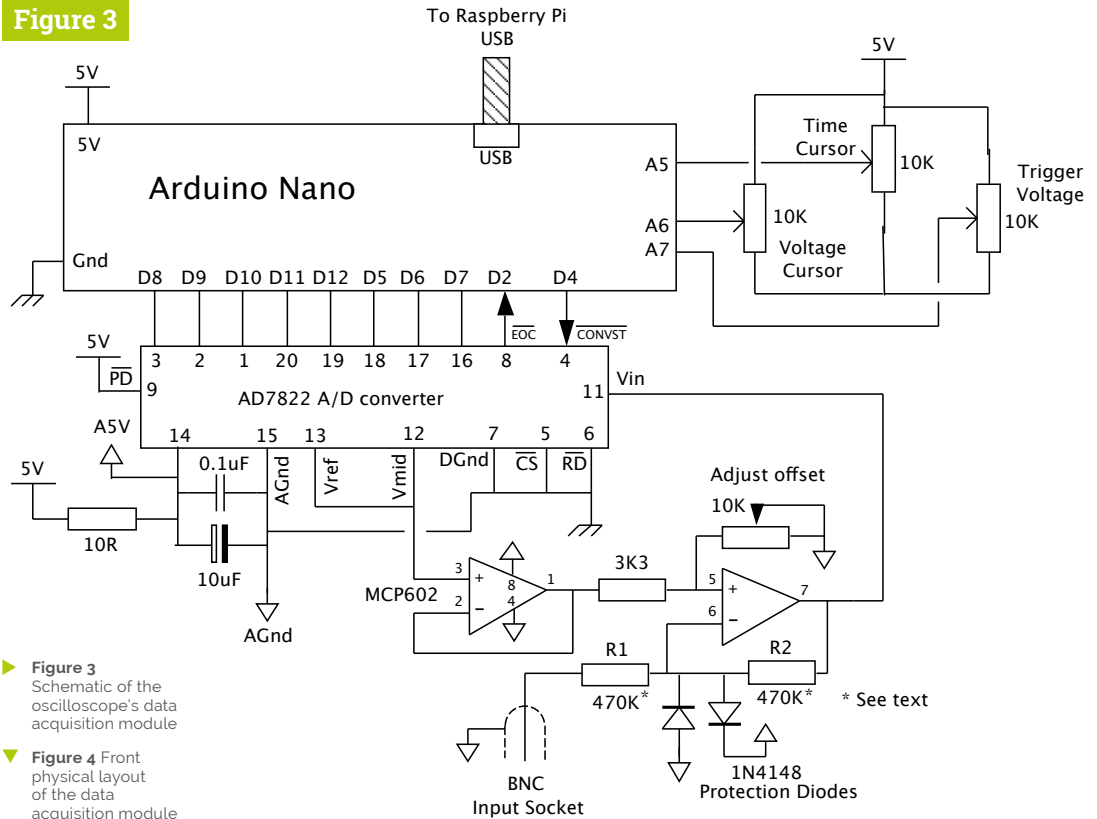 Figure 3
To Raspberry Pi
USB
5V
5V
USB
Arduino Nano
Gnd
A5
A6
A7
5V
Time
Cursor
10K
10K
Voltage
Cursor
Trigger
Voltage
10K
D8 D9 D10 D11 D12 D5 D6 D7 D2 D4
EOC
CONVST
5V
PD
3 2 1 20 19 18 17 16 8 4
9
AD7822 A/D converter
11
Vin
14 15 13 12 7 5 6
A5V
5V
10R
0.1uF
10uF
AGnd
AGnd
Vref
Vmid
DGnd
CS
RD
MCP602
3
+
2
−
8
4
1
3K3
Adjust offset
10K
5
+
6
−
7
R1
470K*
R2
470K*
* See text
BNC
Input Socket
1N4148
Protection Diodes
Figure 3
Schematic of the
oscilloscope's data
acquisition module
Figure 4 Front
physical layout
of the data
acquisition module